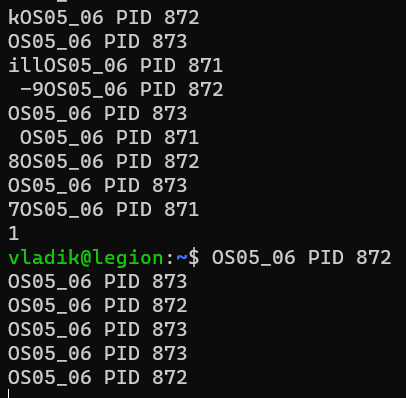 kOS05_06 PID 872
OS05_06 PID 873
illOS05_06 PID 871
 -9OS05_06 PID 872
OS05_06 PID 873
 OS05_06 PID 871
8OS05_06 PID 872
OS05_06 PID 873
7OS05_06 PID 871
1
vladik@legion:~$ OS05_06 PID 872
OS05_06 PID 873
OS05_06 PID 872
OS05_06 PID 873
OS05_06 PID 873
OS05_06 PID 872